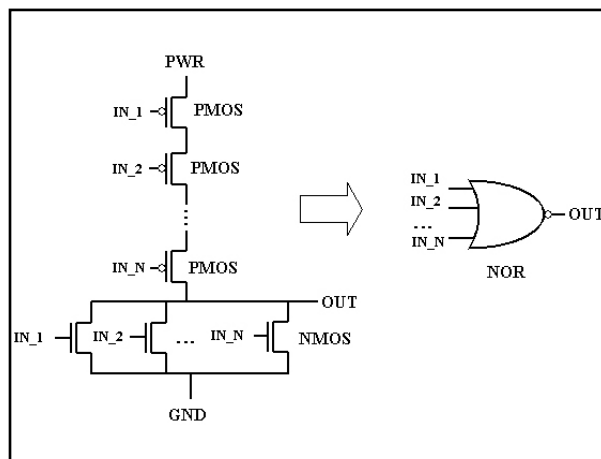 PWR
IN_1 PMOS
IN_2 PMOS
...
IN_N PMOS
OUT
IN_1 IN_2 ... IN_N NMOS
GND
IN_1
IN_2
...
IN_N
OUT
NOR